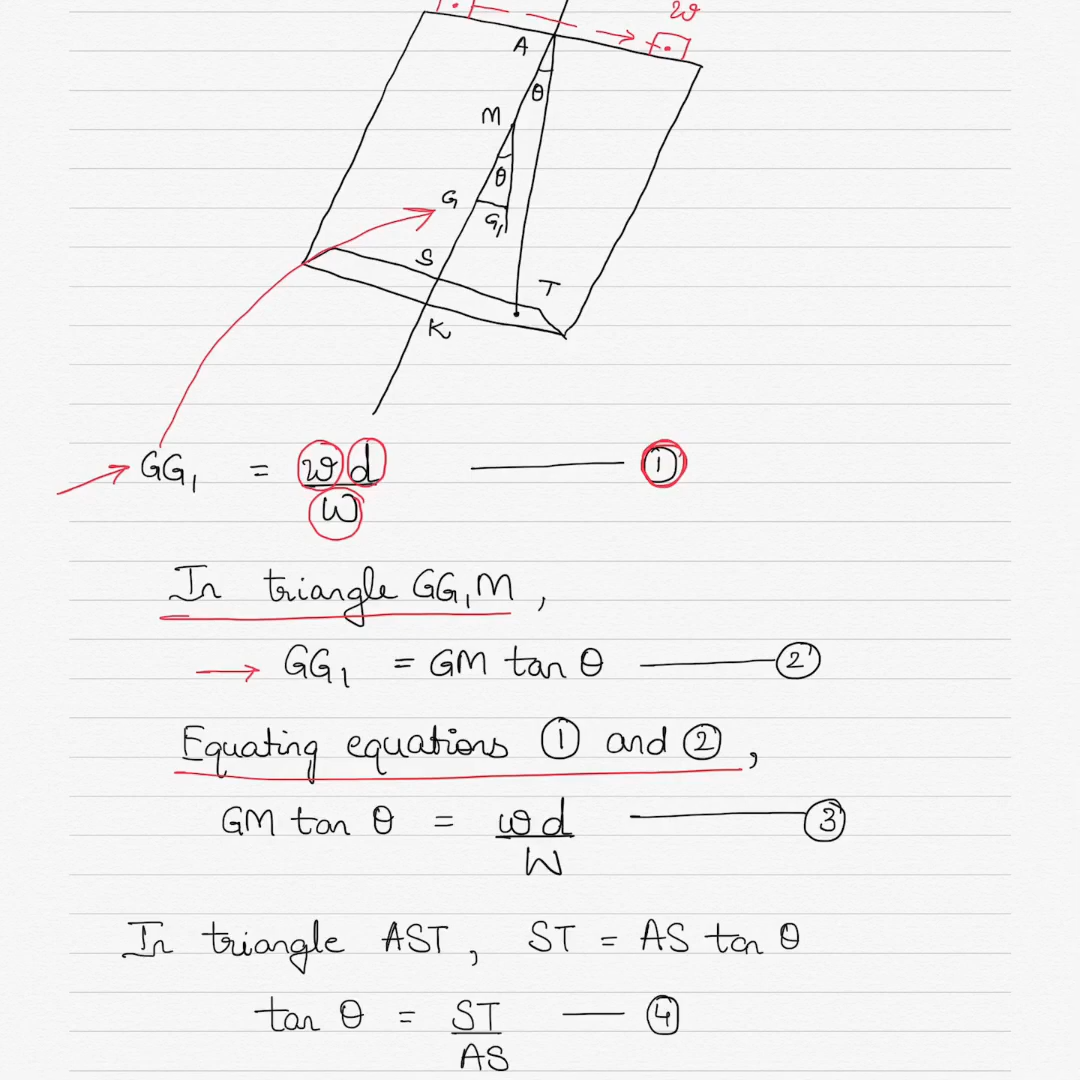 w
A
θ
M
θ
G
G₁
S
T
K
GG₁ = wd/W ——— ①
In triangle GG₁M,
→ GG₁ = GM tan θ ——— ②
Equating equations ① and ②,
GM tan θ = wd/W ——— ③
In triangle AST, ST = AS tan θ
tan θ = ST/AS —— ④